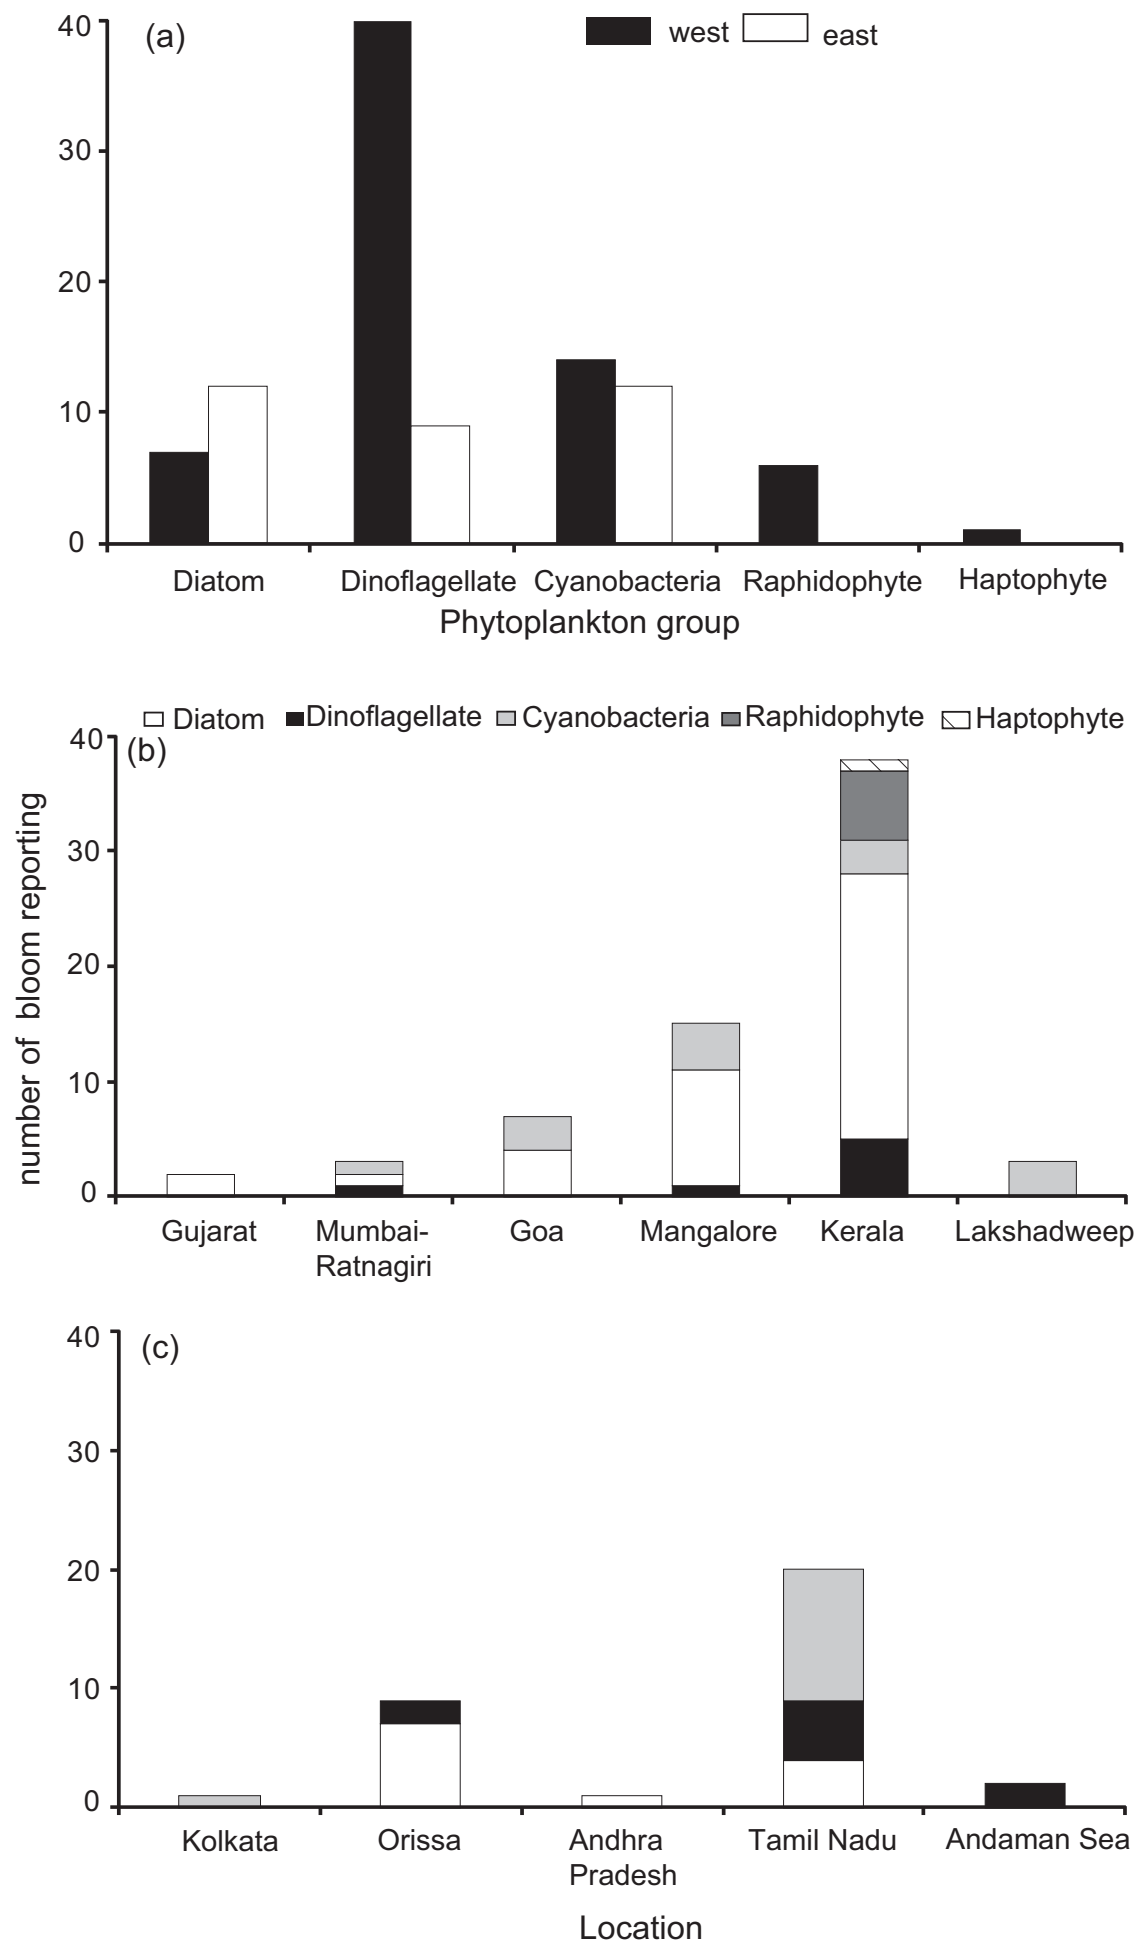 (a)
west east
40
30
20
10
0
Diatom Dinoflagellate Cyanobacteria Raphidophyte Haptophyte
Phytoplankton group
Diatom Dinoflagellate Cyanobacteria Raphidophyte Haptophyte
(b)
number of bloom reporting
40
30
20
10
0
Gujarat Mumbai- Goa Mangalore Kerala Lakshadweep
Ratnagiri
(c)
40
30
20
10
0
Kolkata Orissa Andhra Tamil Nadu Andaman Sea
Pradesh
Location